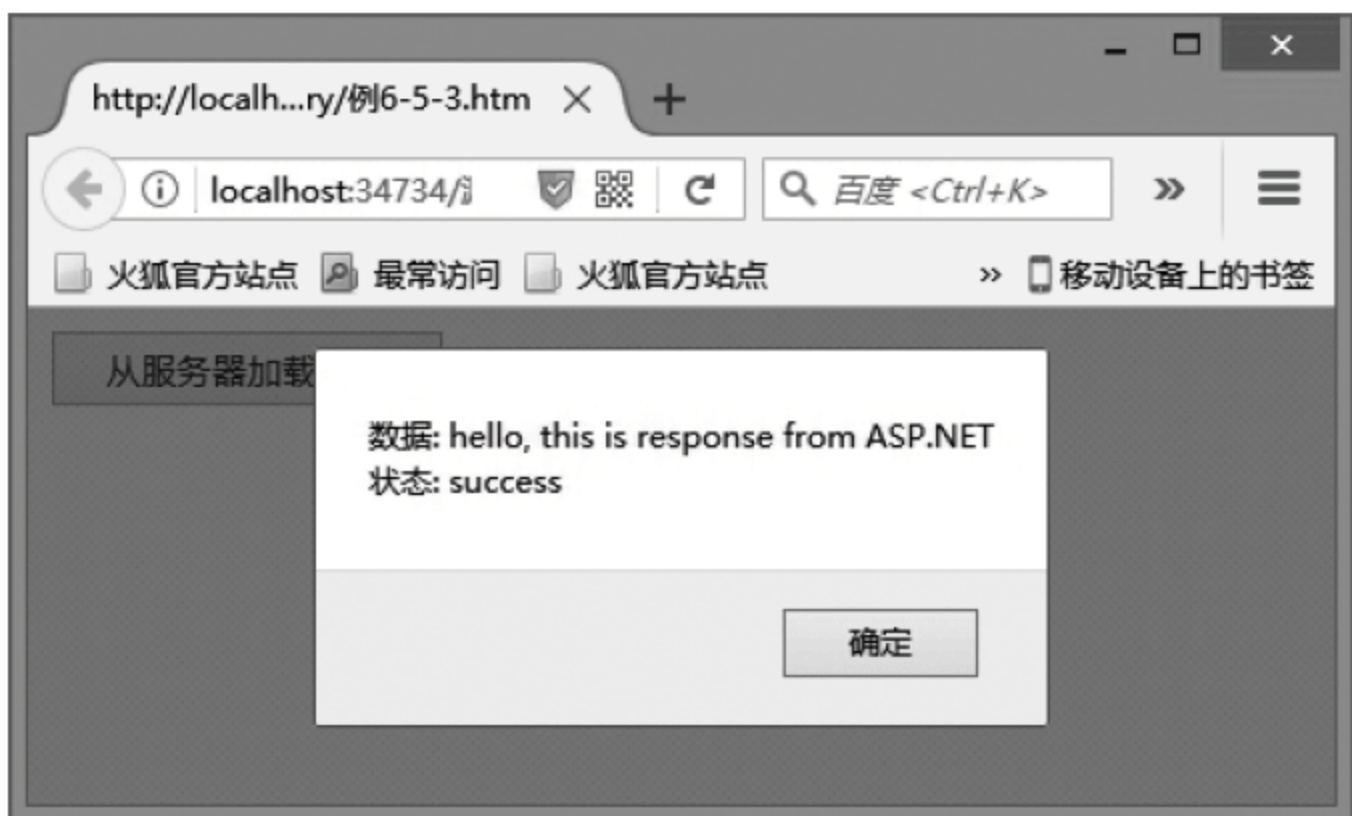 http://localh...ry/例6-5-3.htm
localhost:34734/
百度 <Ctrl+K>
火狐官方站点 最常访问 火狐官方站点 移动设备上的书签
从服务器加载
数据: hello, this is response from ASP.NET
状态: success
确定